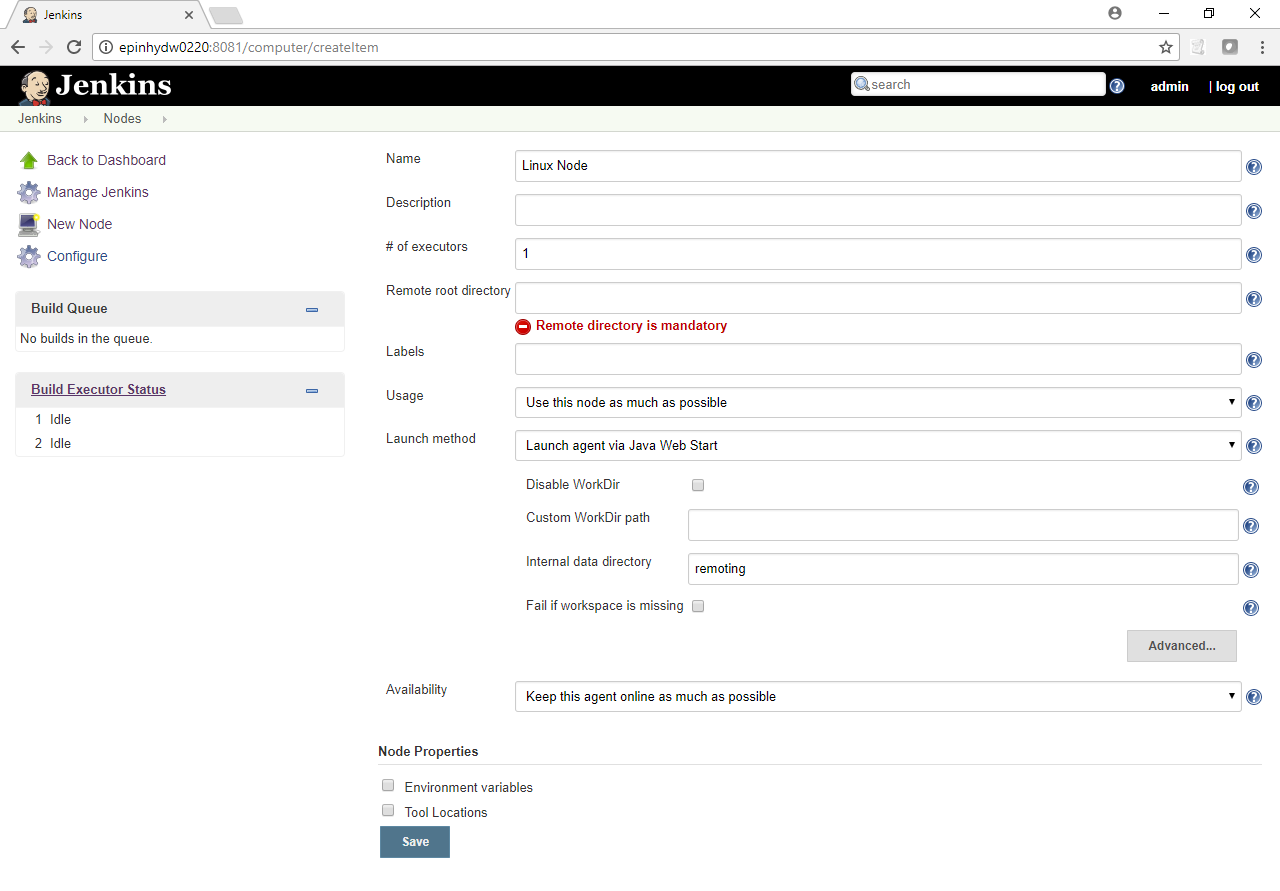 Jenkins
epinhydw0220:8081/computer/createItem
Jenkins
search
admin
| log out
Jenkins
Nodes
Back to Dashboard
Manage Jenkins
New Node
Configure
Build Queue
No builds in the queue.
Build Executor Status
1 Idle
2 Idle
Name
Linux Node
Description
# of executors
1
Remote root directory
Remote directory is mandatory
Labels
Usage
Use this node as much as possible
Launch method
Launch agent via Java Web Start
Disable WorkDir
Custom WorkDir path
Internal data directory
remoting
Fail if workspace is missing
Advanced...
Availability
Keep this agent online as much as possible
Node Properties
Environment variables
Tool Locations
Save